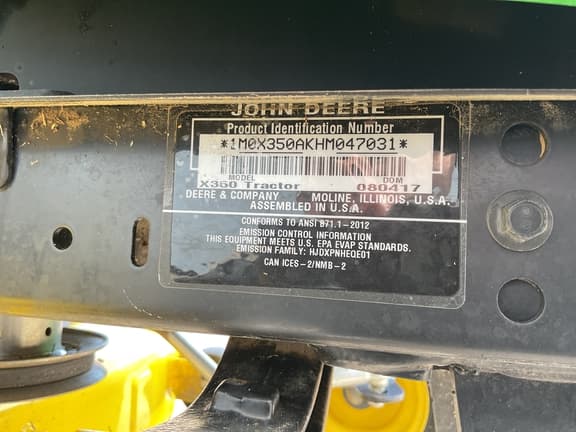 JOHN DEERE
Product Identification Number
*1M0X350AKHM047031*
MODEL DOM
X350 Tractor 080417
DEERE & COMPANY MOLINE, ILLINOIS, U.S.A.
ASSEMBLED IN U.S.A.
CONFORMS TO ANSI B71.1-2012
EMISSION CONTROL INFORMATION
THIS EQUIPMENT MEETS U.S. EPA EVAP STANDARDS.
EMISSION FAMILY: HJDXPNHEQE01
CAN ICES-2/NMB-2